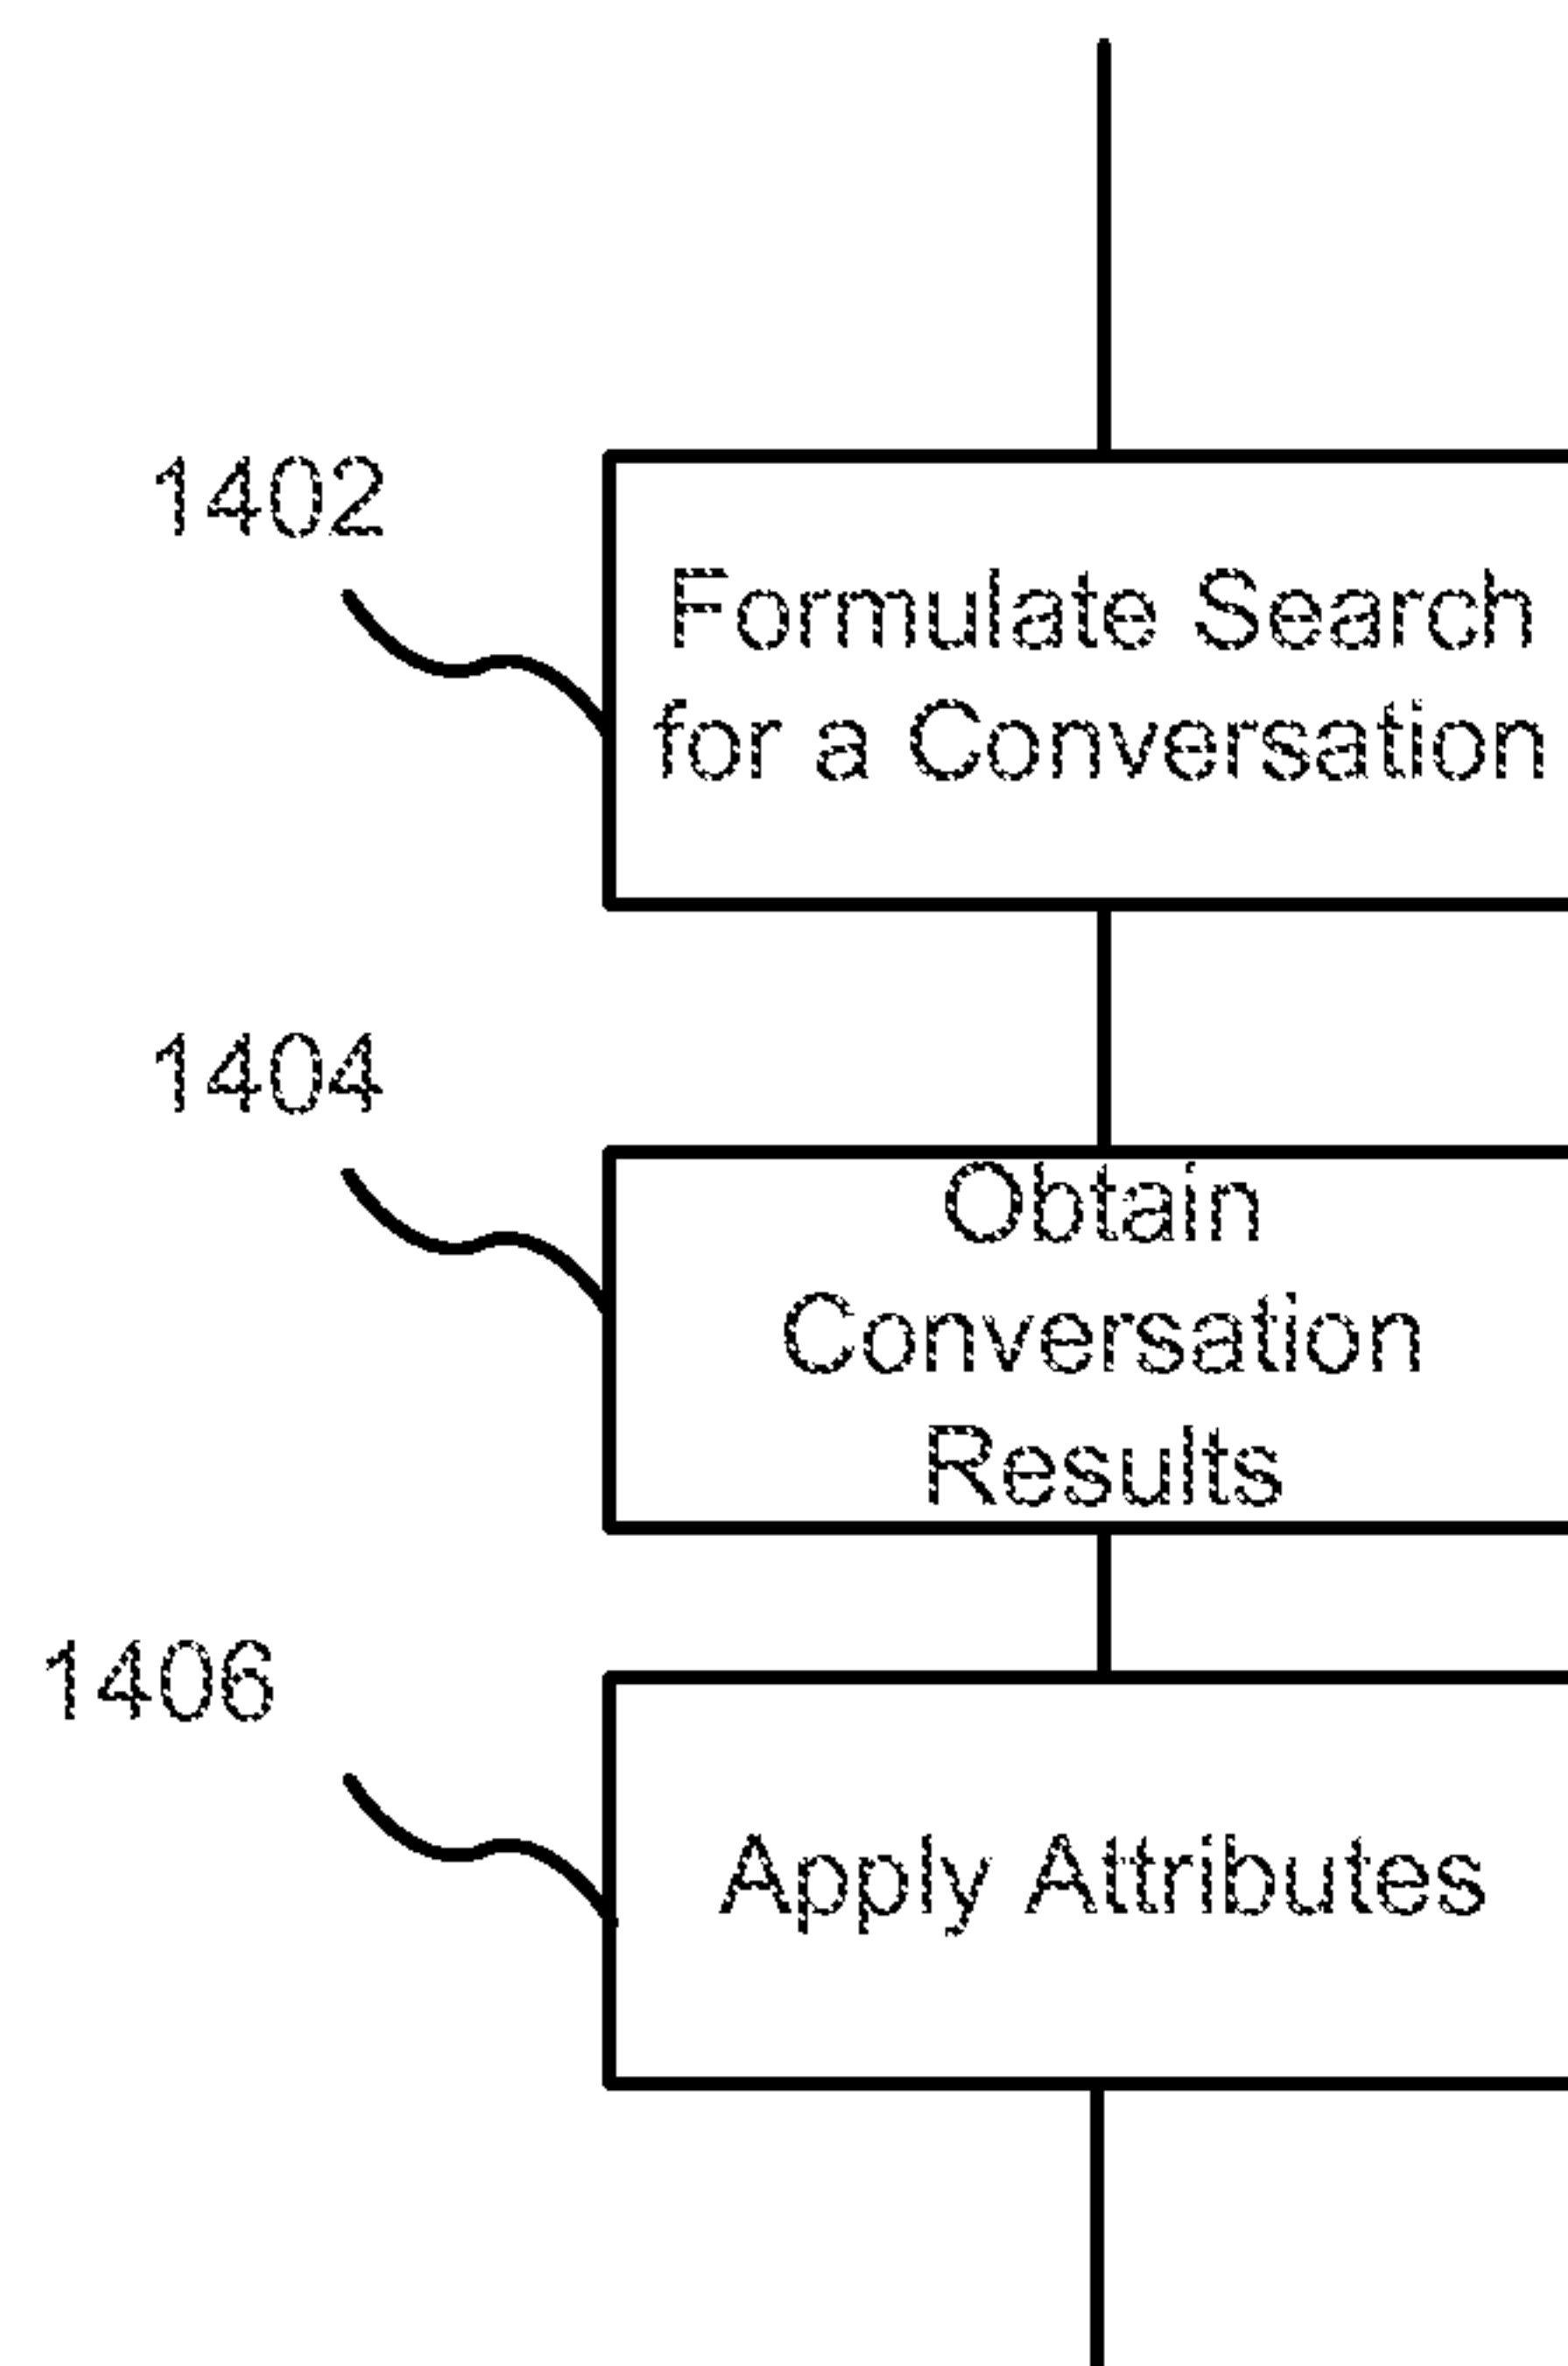 1402
Formulate Search
for a Conversation
1404
Obtain
Conversation
Results
1406
Apply Attributes